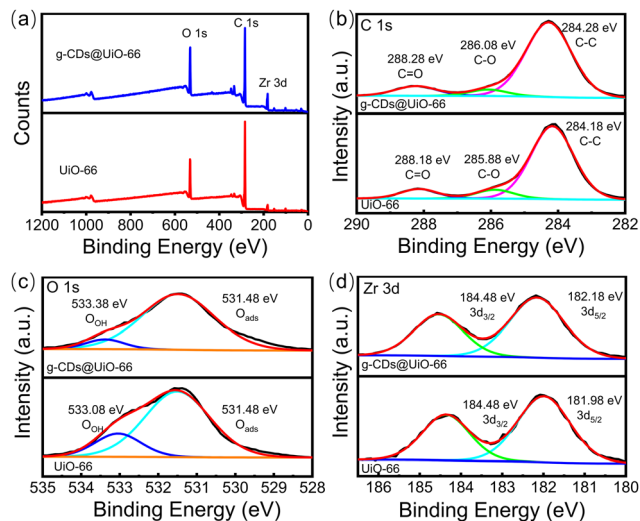 (a)
O 1s
C 1s
g-CDs@UiO-66
Zr 3d
UiO-66
Counts
1200 1000 800 600 400 200 0
Binding Energy (eV)
(b)
C 1s
284.28 eV
C-C
286.08 eV
C-O
288.28 eV
C=O
g-CDs@UiO-66
284.18 eV
C-C
288.18 eV
C=O
285.88 eV
C-O
UiO-66
Intensity (a.u.)
290 288 286 284 282
Binding Energy (eV)
(c)
O 1s
533.38 eV
OOH
531.48 eV
Oads
g-CDs@UiO-66
533.08 eV
OOH
531.48 eV
Oads
UiO-66
Intensity (a.u.)
535 534 533 532 531 530 529 528
Binding Energy (eV)
(d)
Zr 3d
184.48 eV
3d3/2
182.18 eV
3d5/2
g-CDs@UiO-66
184.48 eV
3d3/2
181.98 eV
3d5/2
UiO-66
Intensity (a.u.)
185 184 183 182 181 180
Binding Energy (eV)